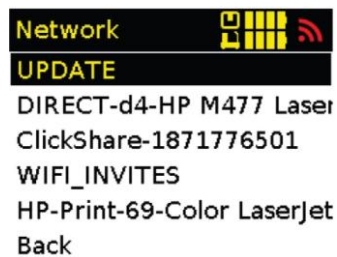 Network
UPDATE
DIRECT-d4-HP M477 Laser
ClickShare-1871776501
WIFI_INVITES
HP-Print-69-Color LaserJet
Back